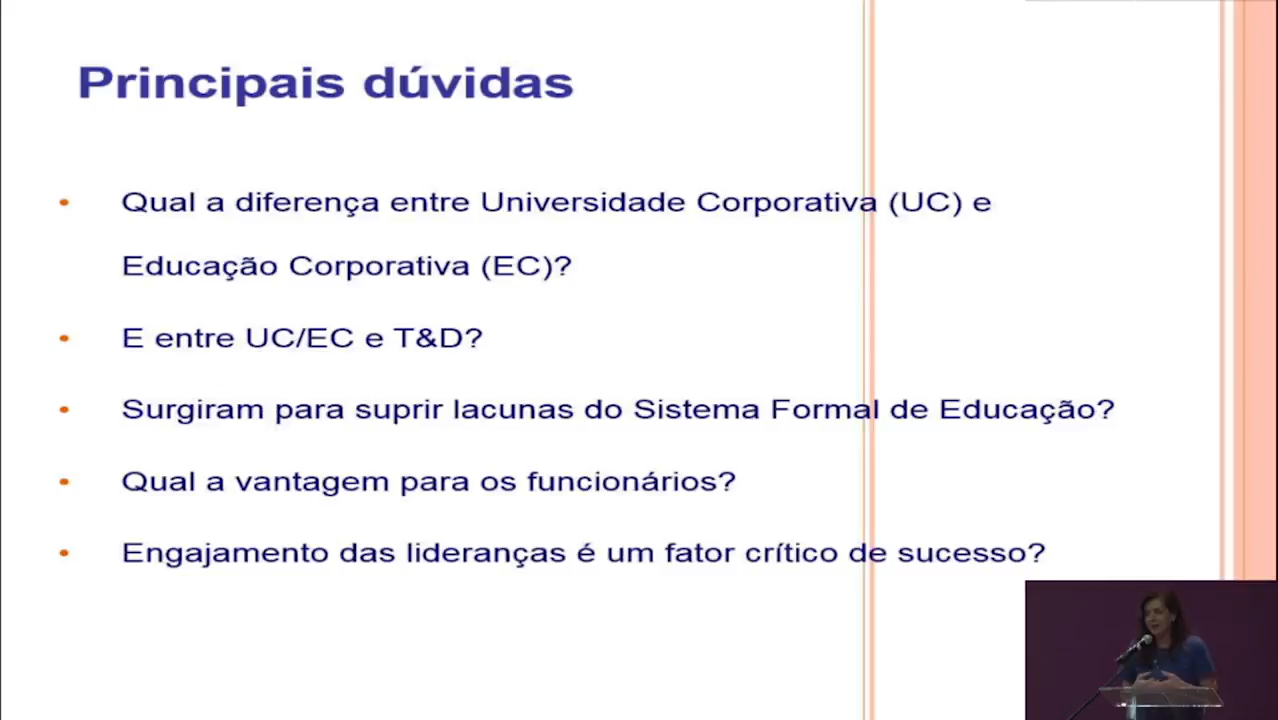 Principais dúvidas
• Qual a diferença entre Universidade Corporativa (UC) e
Educação Corporativa (EC)?
• E entre UC/EC e T&D?
• Surgiram para suprir lacunas do Sistema Formal de Educação?
• Qual a vantagem para os funcionários?
• Engajamento das lideranças é um fator crítico de sucesso?